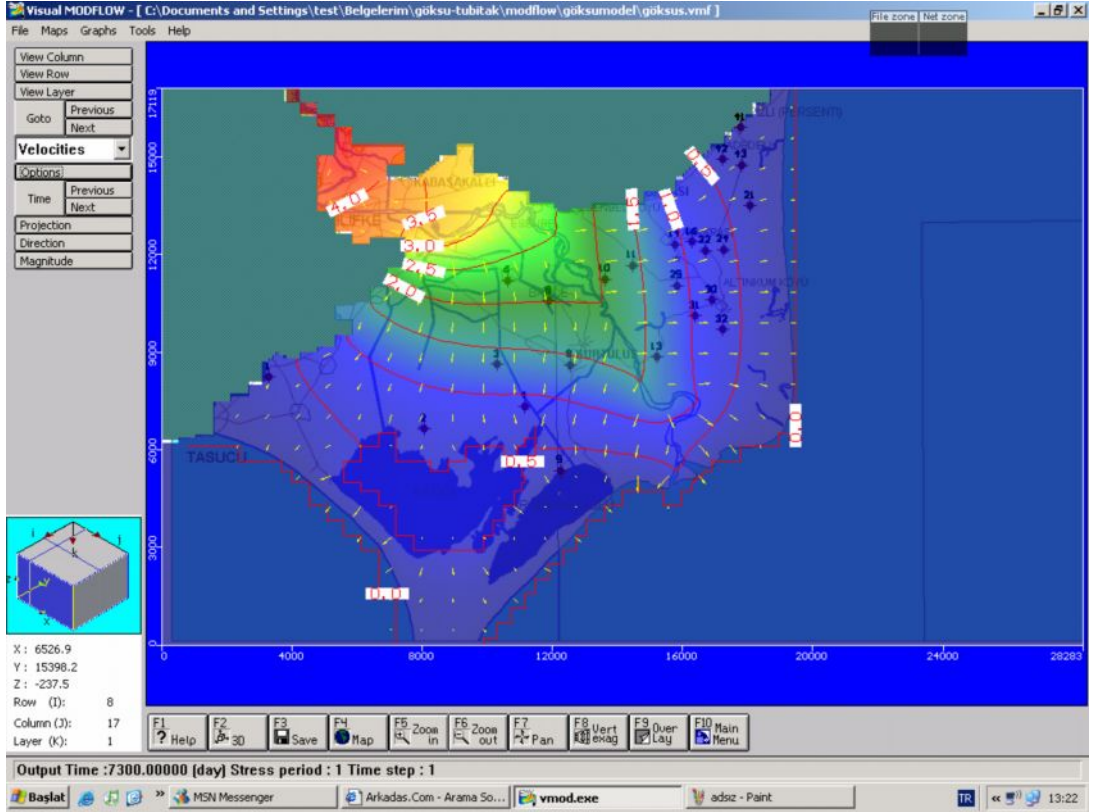 Visual MODFLOW - [ C:\Documents and Settings\test\Belgelerim\göksu-tubitak\modflow\göksumodel\göksus.vmf ]
File Maps Graphs Tools Help
File zone Net zone
View Column
View Row
View Layer
Goto
Previous
Next
Velocities
Options
Time
Previous
Next
Projection
Direction
Magnitude
17119
15000
12000
9000
6000
3000
0
0
4000
8000
12000
16000
20000
24000
28283
4.0
3.5
3.0
2.5
2.0
1.5
1.0
0.5
0.5
0.0
0.0
KABASAKALLI
KURTULUS
ALTINKUM KOYU
TASUCU
i
j
k
z
y
x
X : 6526.9
Y : 15398.2
Z : -237.5
Row (I): 8
Column (J): 17
Layer (K): 1
F1 ? Help
F2 3D
F3 Save
F4 Map
F5 Zoom in
F6 Zoom out
F7 Pan
F8 Vert exag
F9 Over Lay
F10 Main Menu
Output Time :7300.00000 [day] Stress period : 1 Time step : 1
Başlat
»
MSN Messenger
Arkadas.Com - Arama So...
vmod.exe
adsız - Paint
TR
«
13:22